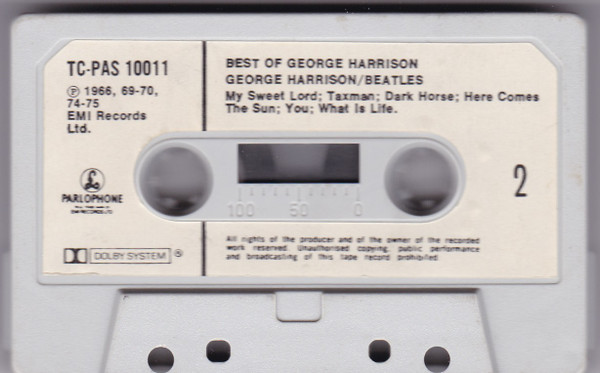 TC-PAS 10011
℗ 1966, 69-70,
74-75
EMI Records
Ltd.
PARLOPHONE
DOLBY SYSTEM ®
BEST OF GEORGE HARRISON
GEORGE HARRISON/BEATLES
My Sweet Lord; Taxman; Dark Horse; Here Comes
The Sun; You; What Is Life.
2
100 50 0
All rights of the producer and of the owner of the recorded
work reserved. Unauthorised copying, public performance
and broadcasting of this tape record prohibited